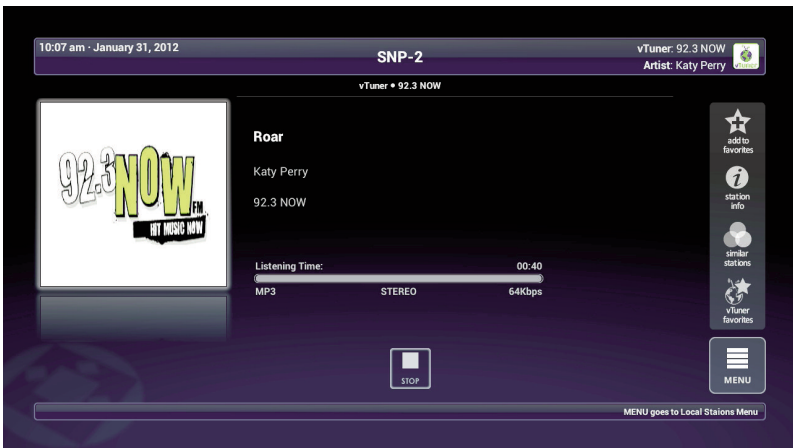 10:07 am · January 31, 2012
SNP-2
vTuner: 92.3 NOW
Artist: Katy Perry
vTuner
vTuner • 92.3 NOW
92.3 NOW FM
HIT MUSIC NOW
Roar
Katy Perry
92.3 NOW
Listening Time: 00:40
MP3 STEREO 64Kbps
add to
favorites
station
info
similar
stations
vTuner
favorites
STOP
MENU
MENU goes to Local Staions Menu